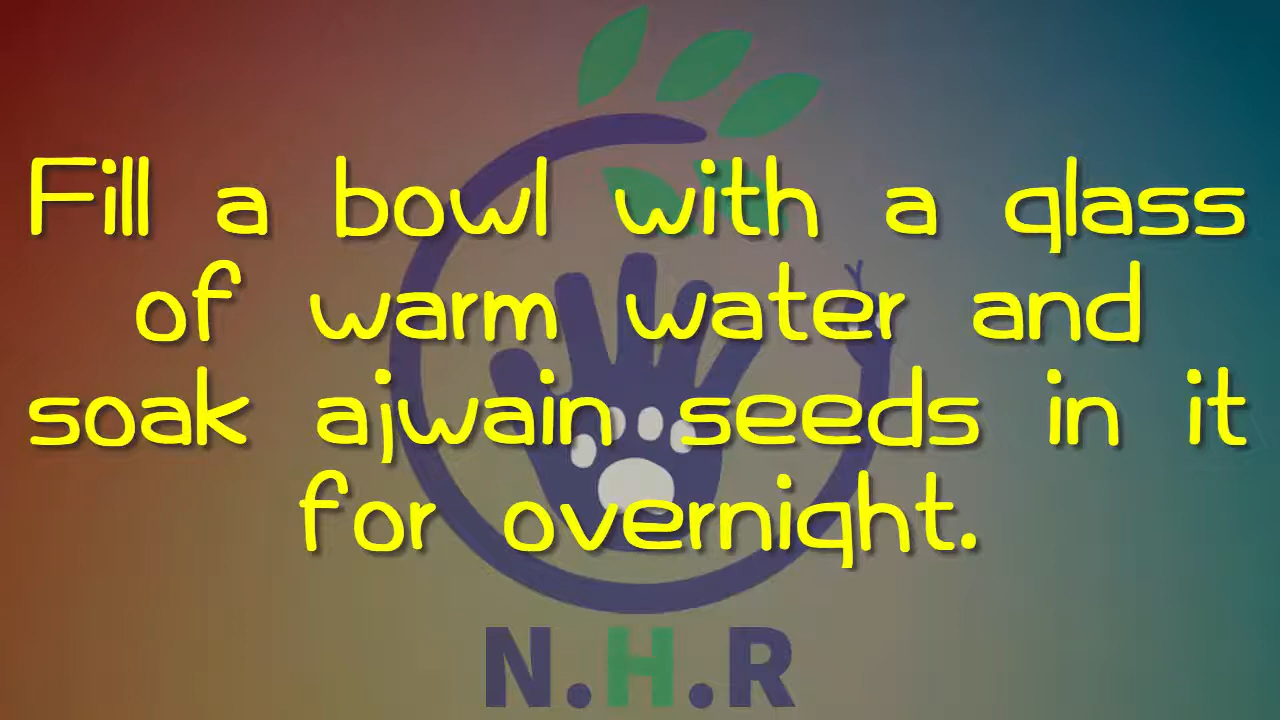 Fill a bowl with a glass
of warm water and
soak ajwain seeds in it
for overnight.
N.H.R